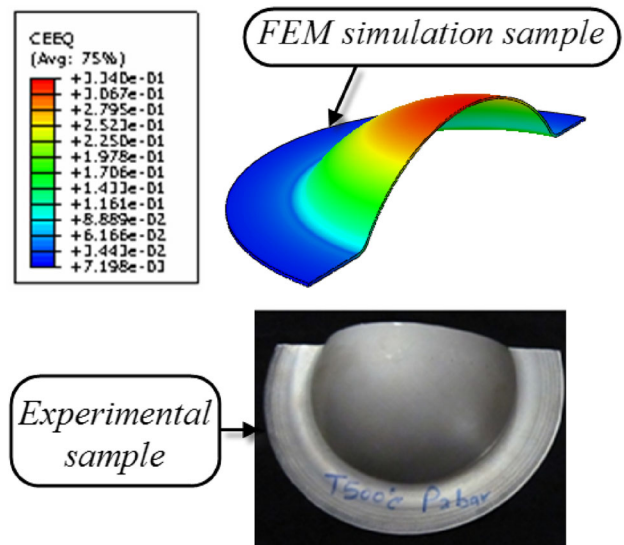 CEEQ
(Avg: 75%)
+3.340e-01
+3.067e-01
+2.795e-01
+2.523e-01
+2.250e-01
+1.978e-01
+1.706e-01
+1.433e-01
+1.161e-01
+8.889e-02
+6.166e-02
+3.443e-02
+7.198e-03
FEM simulation sample
Experimental
sample
T500°c